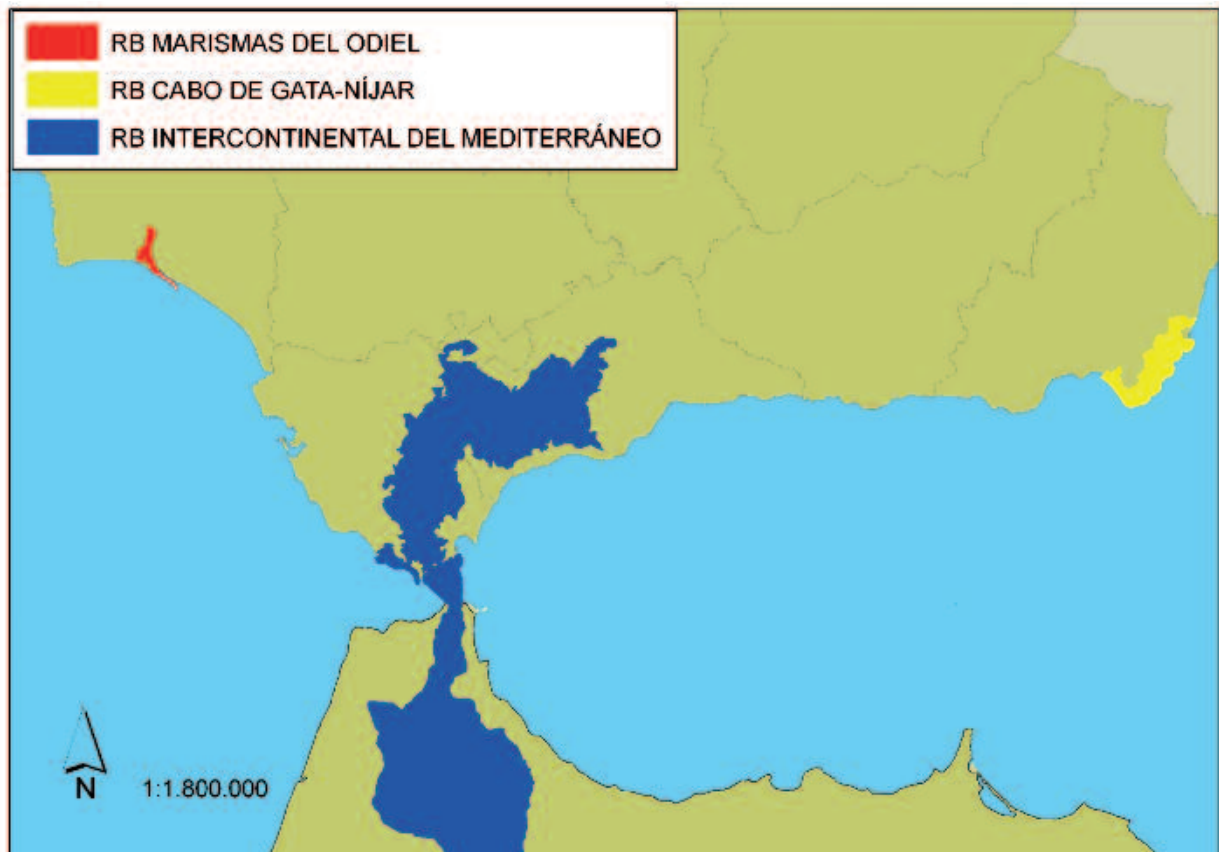 RB MARISMAS DEL ODIEL
RB CABO DE GATA-NÍJAR
RB INTERCONTINENTAL DEL MEDITERRÁNEO
N
1:1.800.000